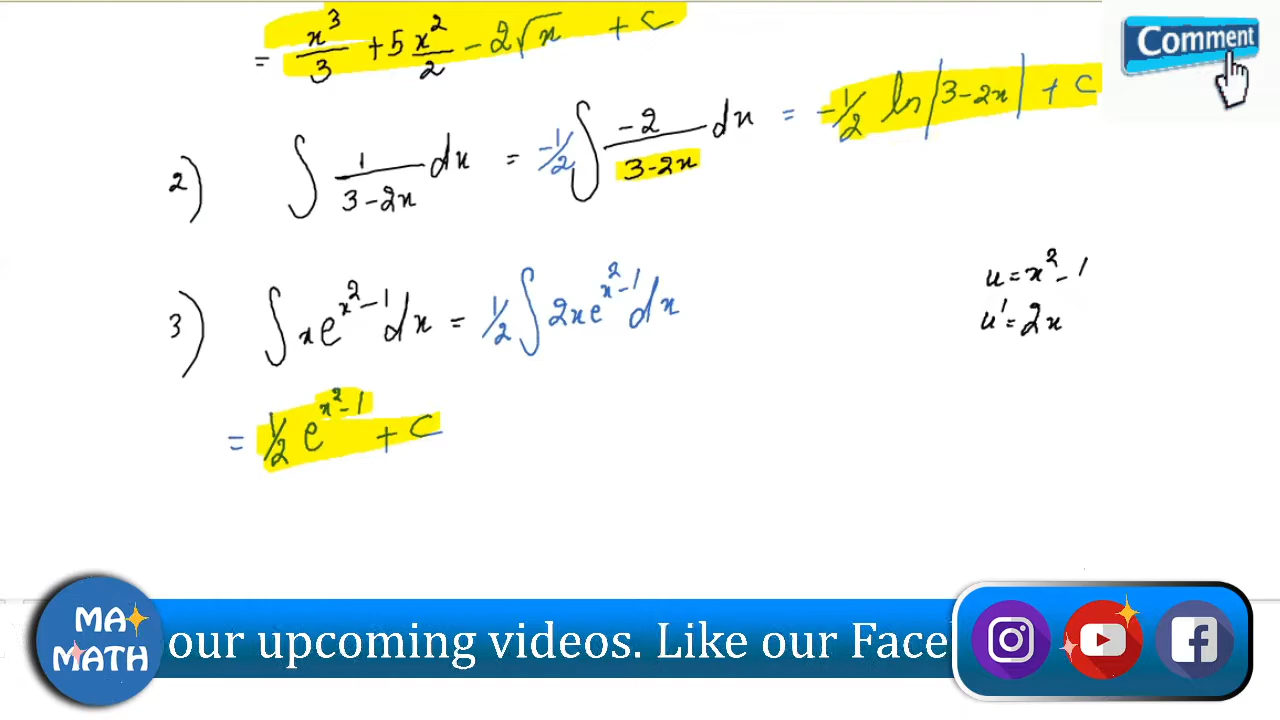 = x³/3 + 5 x²/2 - 2√x + C
Comment
2) ∫ 1/(3-2x) dx = -1/2 ∫ -2/(3-2x) dx = -1/2 ln|3-2x| + C
u = x² - 1
3) ∫ x e^(x²-1) dx = 1/2 ∫ 2x e^(x²-1) dx
u' = 2x
= 1/2 e^(x²-1) + C
MA
MATH
our upcoming videos. Like our Face